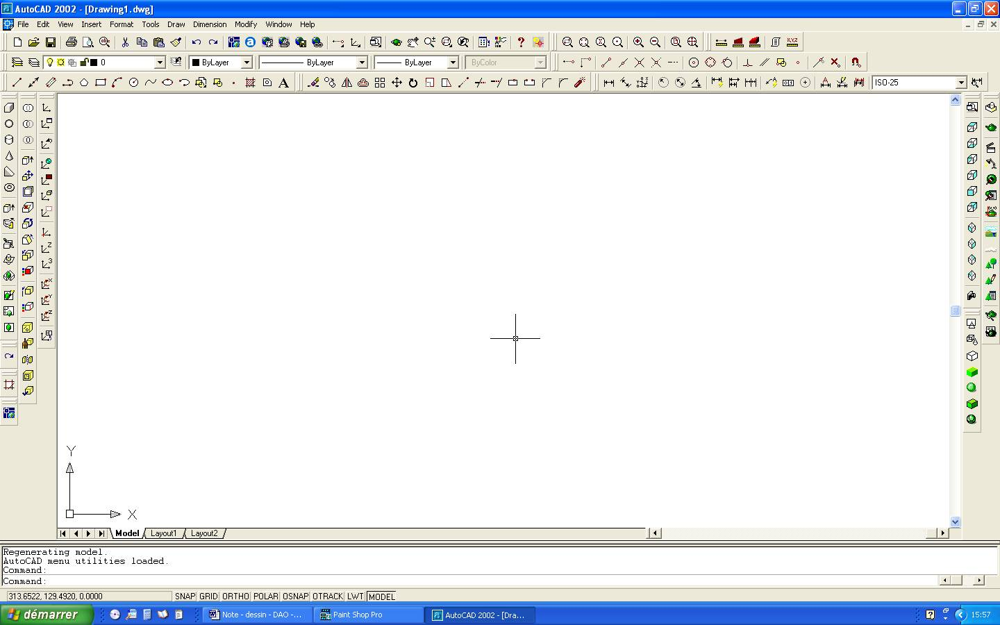 AutoCAD 2002 - [Drawing1.dwg]
File Edit View Insert Format Tools Draw Dimension Modify Window Help
0 ByLayer ByLayer ByLayer ByColor
A ISO-25
Z
3
X
Y
Z
Y
X
Model Layout1 Layout2
Regenerating model.
AutoCAD menu utilities loaded.
Command:
Command:
313.6522, 129.4920, 0.0000 SNAP GRID ORTHO POLAR OSNAP OTRACK LWT MODEL
démarrer Note - dessin - DAO -... Paint Shop Pro AutoCAD 2002 - [Dra... 15:57